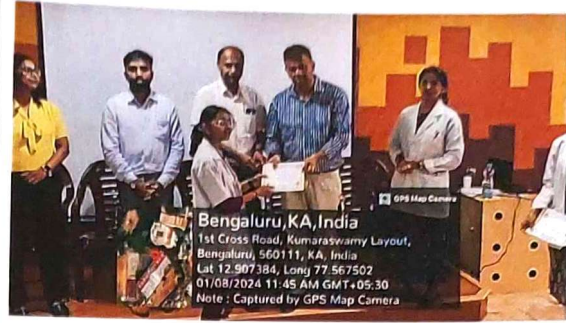 GPS Map Camera
Bengaluru,KA,India
1st Cross Road, Kumaraswamy Layout,
Bengaluru, 560111, KA, India
Lat 12.907384, Long 77.567502
01/08/2024 11:45 AM GMT+05:30
Note : Captured by GPS Map Camera